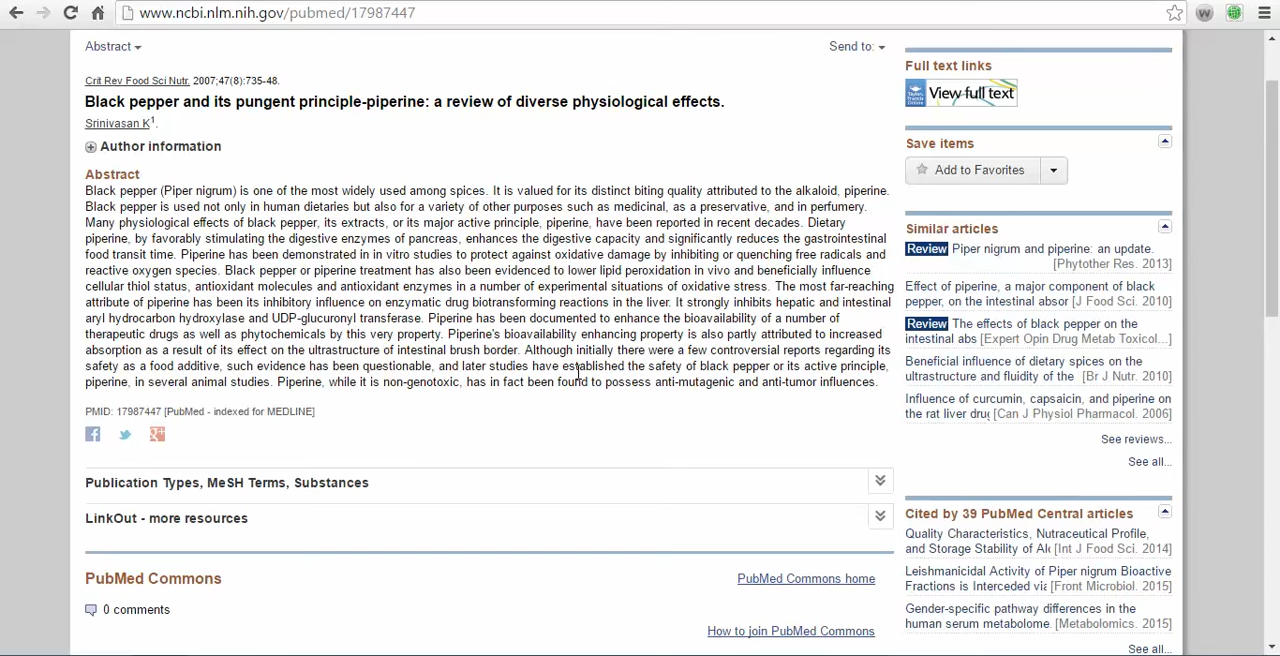 www.ncbi.nlm.nih.gov/pubmed/17987447
Abstract
Send to:
Crit Rev Food Sci Nutr. 2007;47(8):735-48.
Black pepper and its pungent principle-piperine: a review of diverse physiological effects.
Srinivasan K1.
Author information
Abstract
Black pepper (Piper nigrum) is one of the most widely used among spices. It is valued for its distinct biting quality attributed to the alkaloid, piperine.
Black pepper is used not only in human dietaries but also for a variety of other purposes such as medicinal, as a preservative, and in perfumery.
Many physiological effects of black pepper, its extracts, or its major active principle, piperine, have been reported in recent decades. Dietary
piperine, by favorably stimulating the digestive enzymes of pancreas, enhances the digestive capacity and significantly reduces the gastrointestinal
food transit time. Piperine has been demonstrated in in vitro studies to protect against oxidative damage by inhibiting or quenching free radicals and
reactive oxygen species. Black pepper or piperine treatment has also been evidenced to lower lipid peroxidation in vivo and beneficially influence
cellular thiol status, antioxidant molecules and antioxidant enzymes in a number of experimental situations of oxidative stress. The most far-reaching
attribute of piperine has been its inhibitory influence on enzymatic drug biotransforming reactions in the liver. It strongly inhibits hepatic and intestinal
aryl hydrocarbon hydroxylase and UDP-glucuronyl transferase. Piperine has been documented to enhance the bioavailability of a number of
therapeutic drugs as well as phytochemicals by this very property. Piperine's bioavailability enhancing property is also partly attributed to increased
absorption as a result of its effect on the ultrastructure of intestinal brush border. Although initially there were a few controversial reports regarding its
safety as a food additive, such evidence has been questionable, and later studies have established the safety of black pepper or its active principle,
piperine, in several animal studies. Piperine, while it is non-genotoxic, has in fact been found to possess anti-mutagenic and anti-tumor influences.
PMID: 17987447 [PubMed - indexed for MEDLINE]
Publication Types, MeSH Terms, Substances
LinkOut - more resources
PubMed Commons
PubMed Commons home
0 comments
How to join PubMed Commons
Full text links
View full text
Save items
Add to Favorites
Similar articles
Review Piper nigrum and piperine: an update.
[Phytother Res. 2013]
Effect of piperine, a major component of black
pepper, on the intestinal absor [J Food Sci. 2010]
Review The effects of black pepper on the
intestinal abs [Expert Opin Drug Metab Toxicol...]
Beneficial influence of dietary spices on the
ultrastructure and fluidity of the [Br J Nutr. 2010]
Influence of curcumin, capsaicin, and piperine on
the rat liver drug [Can J Physiol Pharmacol. 2006]
See reviews...
See all...
Cited by 39 PubMed Central articles
Quality Characteristics, Nutraceutical Profile,
and Storage Stability of Al [Int J Food Sci. 2014]
Leishmanicidal Activity of Piper nigrum Bioactive
Fractions is Interceded via [Front Microbiol. 2015]
Gender-specific pathway differences in the
human serum metabolome [Metabolomics. 2015]
See all...